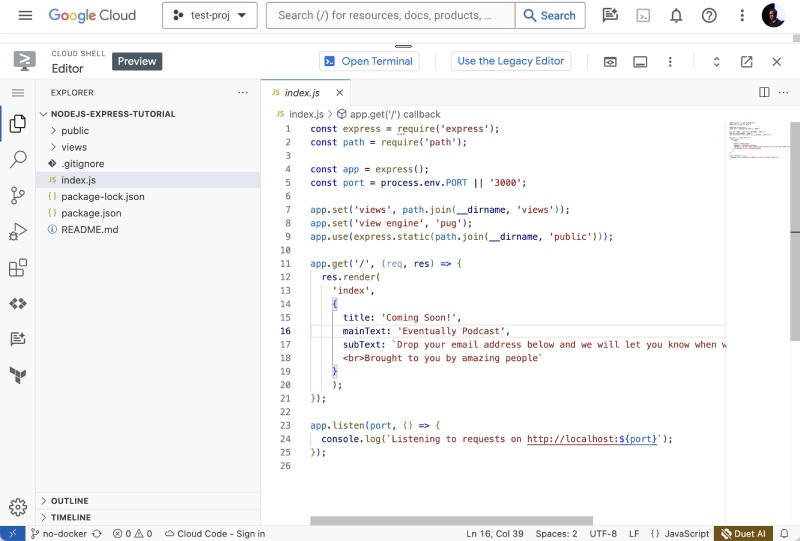 Google Cloud
test-proj
Search (/) for resources, docs, products, …
Search
CLOUD SHELL
Editor
Preview
Open Terminal
Use the Legacy Editor
EXPLORER
NODEJS-EXPRESS-TUTORIAL
public
views
.gitignore
JS index.js
{} package-lock.json
{} package.json
README.md
OUTLINE
TIMELINE
JS index.js
JS index.js > app.get('/') callback
1 const express = require('express');
2 const path = require('path');
3
4 const app = express();
5 const port = process.env.PORT || '3000';
6
7 app.set('views', path.join(__dirname, 'views'));
8 app.set('view engine', 'pug');
9 app.use(express.static(path.join(__dirname, 'public')));
10
11 app.get('/', (req, res) => {
12 res.render(
13 'index',
14 {
15 title: 'Coming Soon!',
16 mainText: 'Eventually Podcast',
17 subText: `Drop your email address below and we will let you know when w
18 <br>Brought to you by amazing people`
19 }
20 );
21 });
22
23 app.listen(port, () => {
24 console.log(`Listening to requests on http://localhost:${port}`);
25 });
26
no-docker
0 0
Cloud Code - Sign in
Ln 16, Col 39
Spaces: 2
UTF-8
LF
{} JavaScript
Duet AI